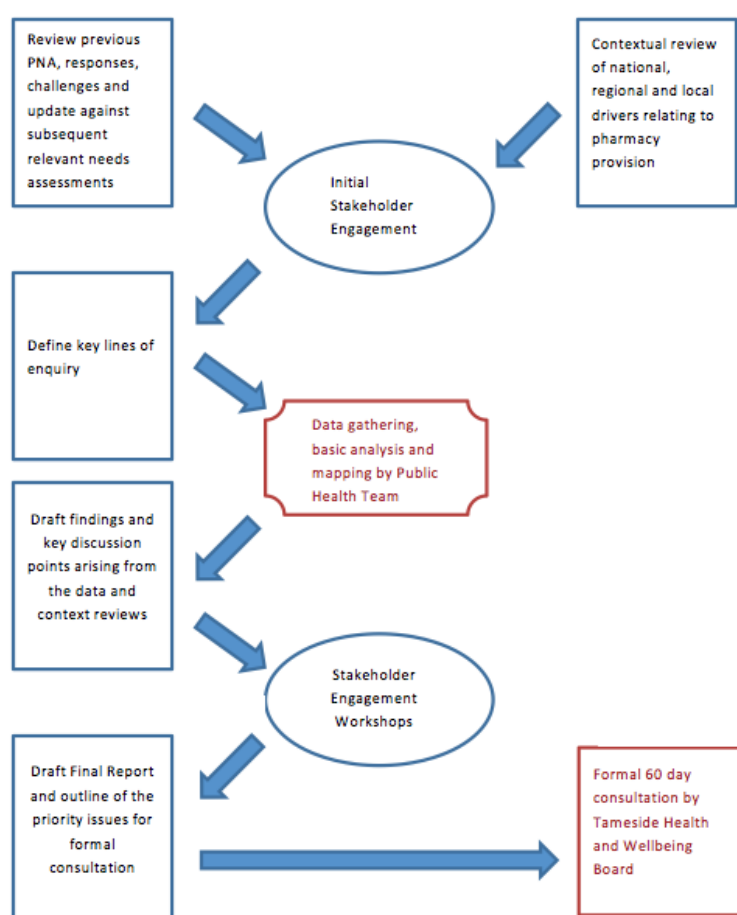 Review previous
PNA, responses,
challenges and
update against
subsequent
relevant needs
assessments
Contextual review
of national,
regional and local
drivers relating to
pharmacy
provision
Initial
Stakeholder
Engagement
Define key lines of
enquiry
Data gathering,
basic analysis and
mapping by Public
Health Team
Draft findings and
key discussion
points arising from
the data and
context reviews
Stakeholder
Engagement
Workshops
Draft Final Report
and outline of the
priority issues for
formal
consultation
Formal 60 day
consultation by
Tameside Health
and Wellbeing
Board